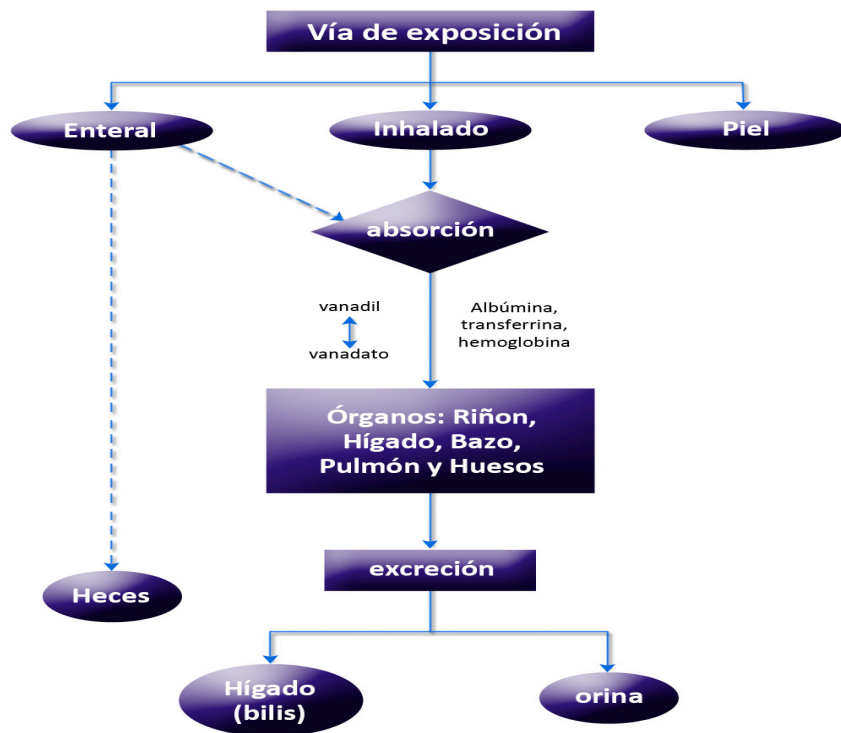 Vía de exposición
Enteral
Inhalado
Piel
absorción
vanadil
vanadato
Albúmina,
transferrina,
hemoglobina
Órganos: Riñon,
Hígado, Bazo,
Pulmón y Huesos
excreción
Heces
Hígado
(bilis)
orina